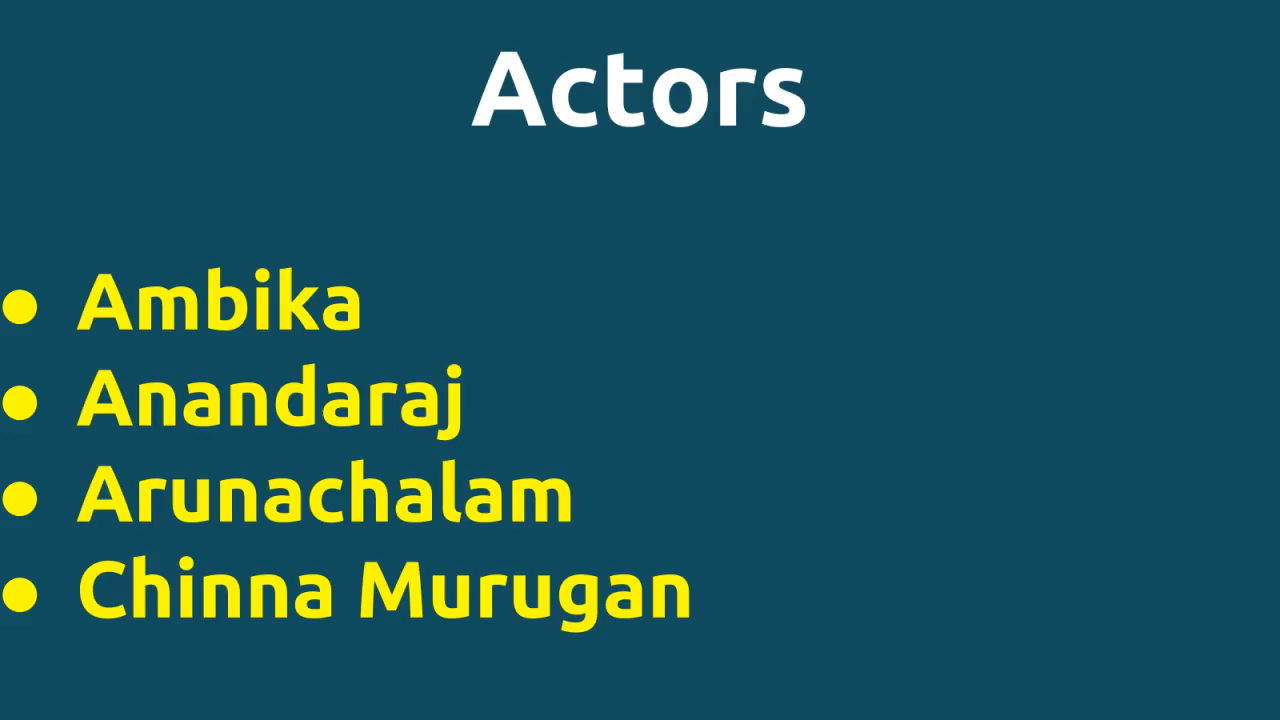 Actors
• Ambika
• Anandaraj
• Arunachalam
• Chinna Murugan